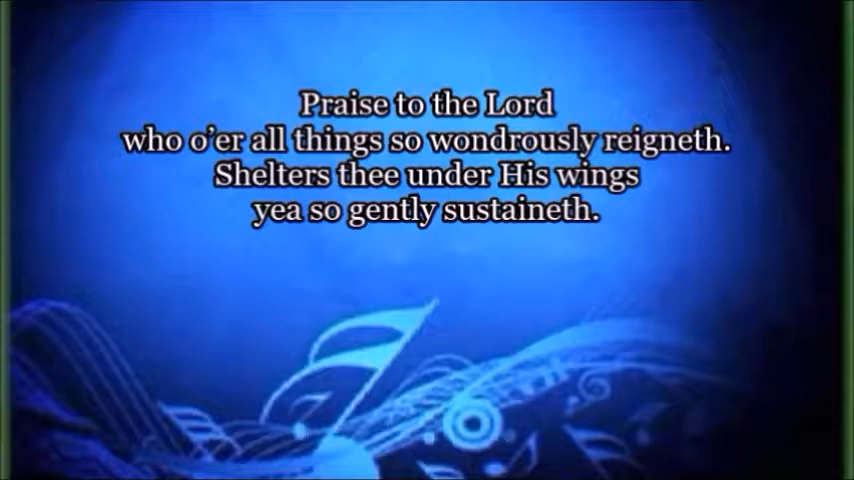 Praise to the Lord
who o’er all things so wondrously reigneth.
Shelters thee under His wings
yea so gently sustaineth.